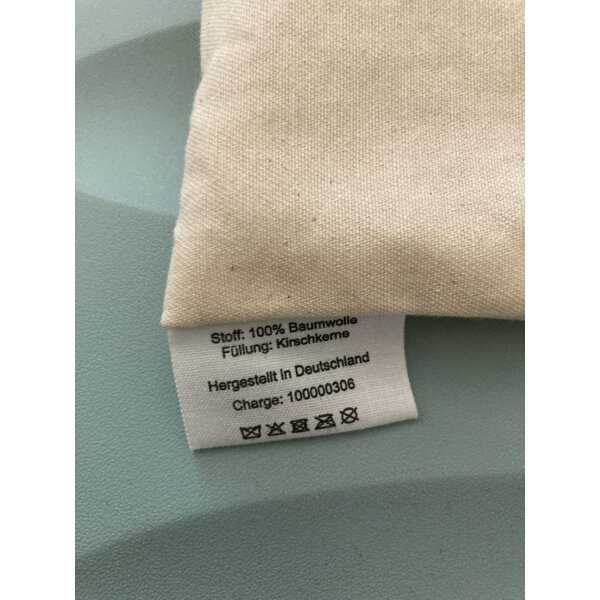 Stoff: 100% Baumwolle
Füllung: Kirschkerne
Hergestellt in Deutschland
Charge: 100000306